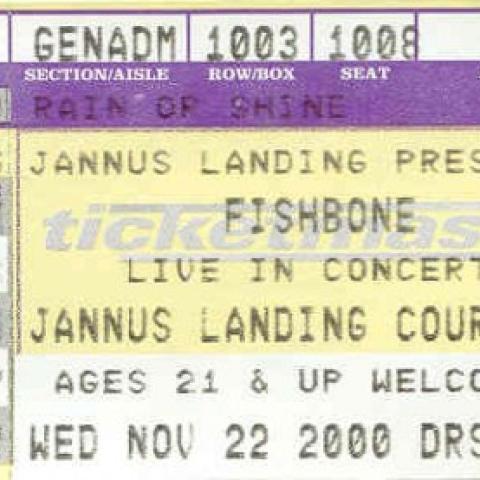 GENADM 1003 1008
SECTION/AISLE ROW/BOX SEAT
RAIN OR SHINE
JANNUS LANDING PRES
FISHBONE
ticketmas
LIVE IN CONCERT
JANNUS LANDING COUR
AGES 21 & UP WELCO
WED NOV 22 2000 DRS